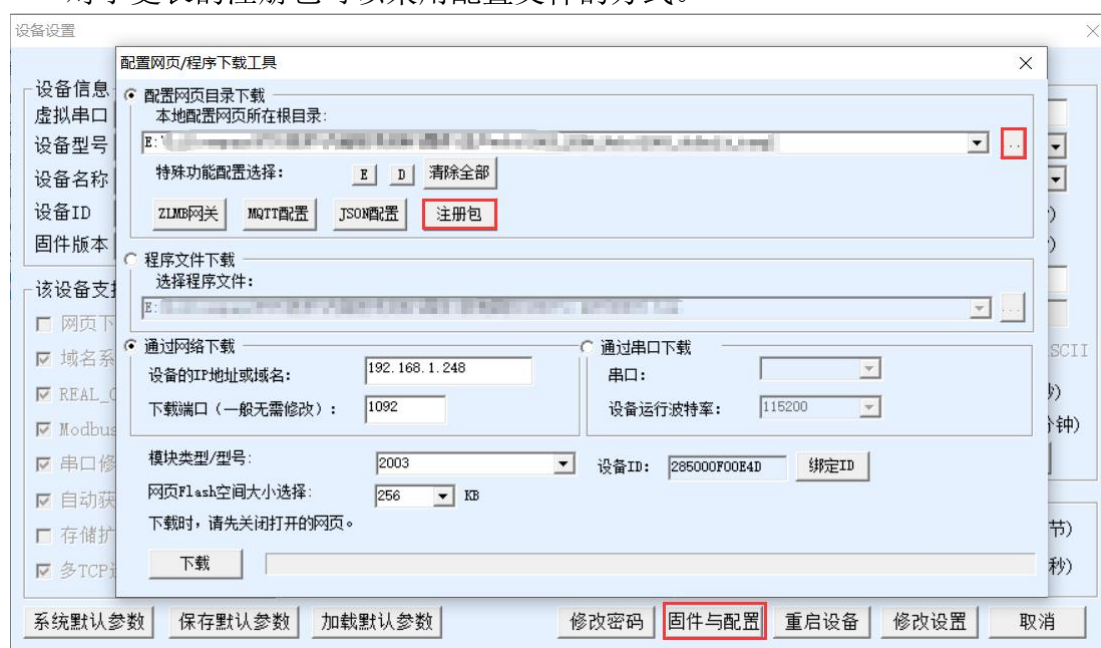 对于更长的注册包可以采用配置文件的方式。
设备设置
配置网页/程序下载工具
设备信息
配置网页目录下载
虚拟串口
本地配置网页所在根目录:
设备型号
E:
..
设备名称
特殊功能配置选择:
E
D
清除全部
设备ID
ZLMB网关
MQTT配置
JSON配置
注册包
固件版本
程序文件下载
选择程序文件:
该设备支
E:
...
网页下
通过网络下载
通过串口下载
域名系
设备的IP地址或域名:
192.168.1.248
串口:
SCII
REAL_
下载端口（一般无需修改）:
1092
设备运行波特率:
115200
Modbus
钟)
串口修
模块类型/型号:
2003
设备ID:
285000F00E4D
绑定ID
自动获
网页Flash空间大小选择:
256
KB
存储扩
下载时，请先关闭打开的网页。
节)
多TCP
下载
秒)
系统默认参数
保存默认参数
加载默认参数
修改密码
固件与配置
重启设备
修改设置
取消